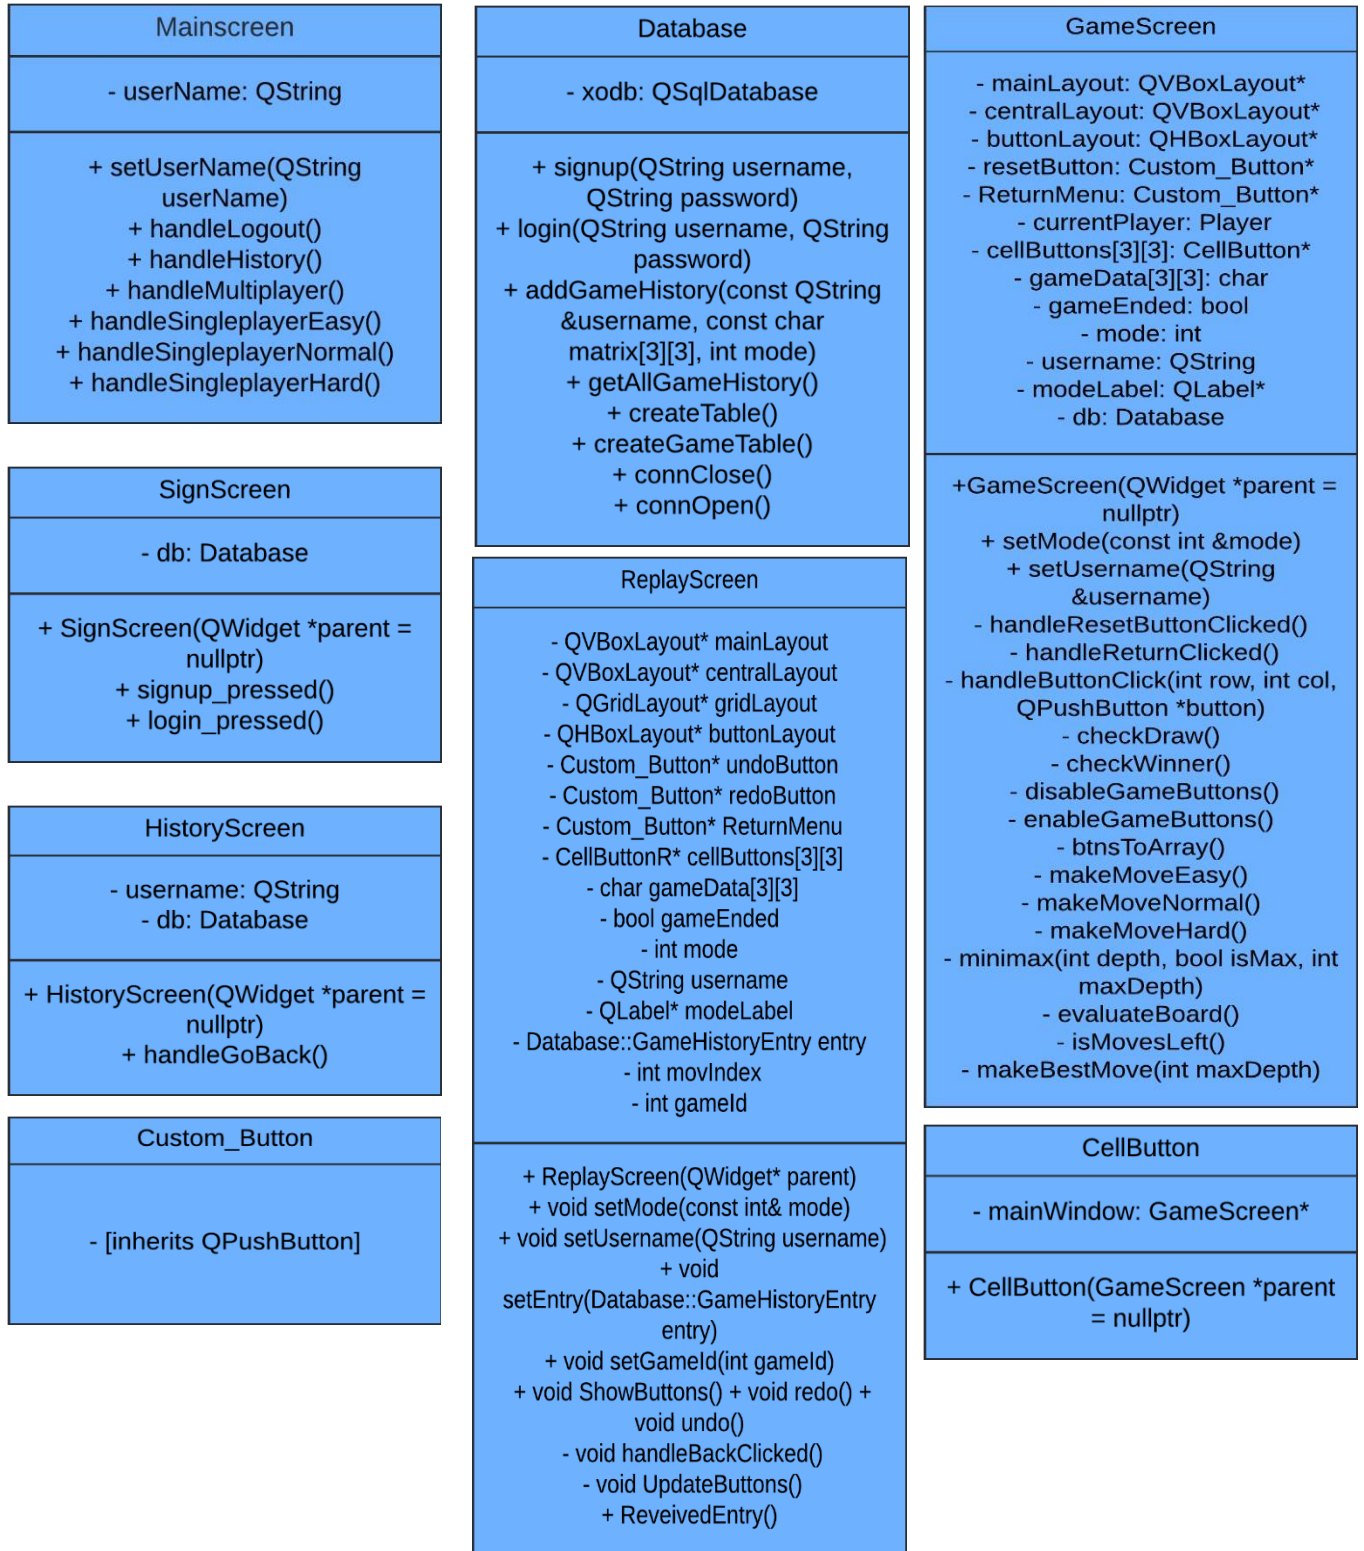 Mainscreen
- userName: QString
+ setUserName(QString
userName)
+ handleLogout()
+ handleHistory()
+ handleMultiplayer()
+ handleSingleplayerEasy()
+ handleSingleplayerNormal()
+ handleSingleplayerHard()
SignScreen
- db: Database
+ SignScreen(QWidget *parent =
nullptr)
+ signup_pressed()
+ login_pressed()
HistoryScreen
- username: QString
- db: Database
+ HistoryScreen(QWidget *parent =
nullptr)
+ handleGoBack()
Custom_Button
- [inherits QPushButton]
Database
- xodb: QSqlDatabase
+ signup(QString username,
QString password)
+ login(QString username, QString
password)
+ addGameHistory(const QString
&username, const char
matrix[3][3], int mode)
+ getAllGameHistory()
+ createTable()
+ createGameTable()
+ connClose()
+ connOpen()
ReplayScreen
- QVBoxLayout* mainLayout
- QVBoxLayout* centralLayout
- QGridLayout* gridLayout
- QHBoxLayout* buttonLayout
- Custom_Button* undoButton
- Custom_Button* redoButton
- Custom_Button* ReturnMenu
- CellButtonR* cellButtons[3][3]
- char gameData[3][3]
- bool gameEnded
- int mode
- QString username
- QLabel* modeLabel
- Database::GameHistoryEntry entry
- int movIndex
- int gameId
+ ReplayScreen(QWidget* parent)
+ void setMode(const int& mode)
+ void setUsername(QString username)
+ void
setEntry(Database::GameHistoryEntry
entry)
+ void setGameId(int gameId)
+ void ShowButtons() + void redo() +
void undo()
- void handleBackClicked()
- void UpdateButtons()
+ ReveivedEntry()
GameScreen
- mainLayout: QVBoxLayout*
- centralLayout: QVBoxLayout*
- buttonLayout: QHBoxLayout*
- resetButton: Custom_Button*
- ReturnMenu: Custom_Button*
- currentPlayer: Player
- cellButtons[3][3]: CellButton*
- gameData[3][3]: char
- gameEnded: bool
- mode: int
- username: QString
- modeLabel: QLabel*
- db: Database
+GameScreen(QWidget *parent =
nullptr)
+ setMode(const int &mode)
+ setUsername(QString
&username)
- handleResetButtonClicked()
- handleReturnClicked()
- handleButtonClick(int row, int col,
QPushButton *button)
- checkDraw()
- checkWinner()
- disableGameButtons()
- enableGameButtons()
- btnsToArray()
- makeMoveEasy()
- makeMoveNormal()
- makeMoveHard()
- minimax(int depth, bool isMax, int
maxDepth)
- evaluateBoard()
- isMovesLeft()
- makeBestMove(int maxDepth)
CellButton
- mainWindow: GameScreen*
+ CellButton(GameScreen *parent
= nullptr)